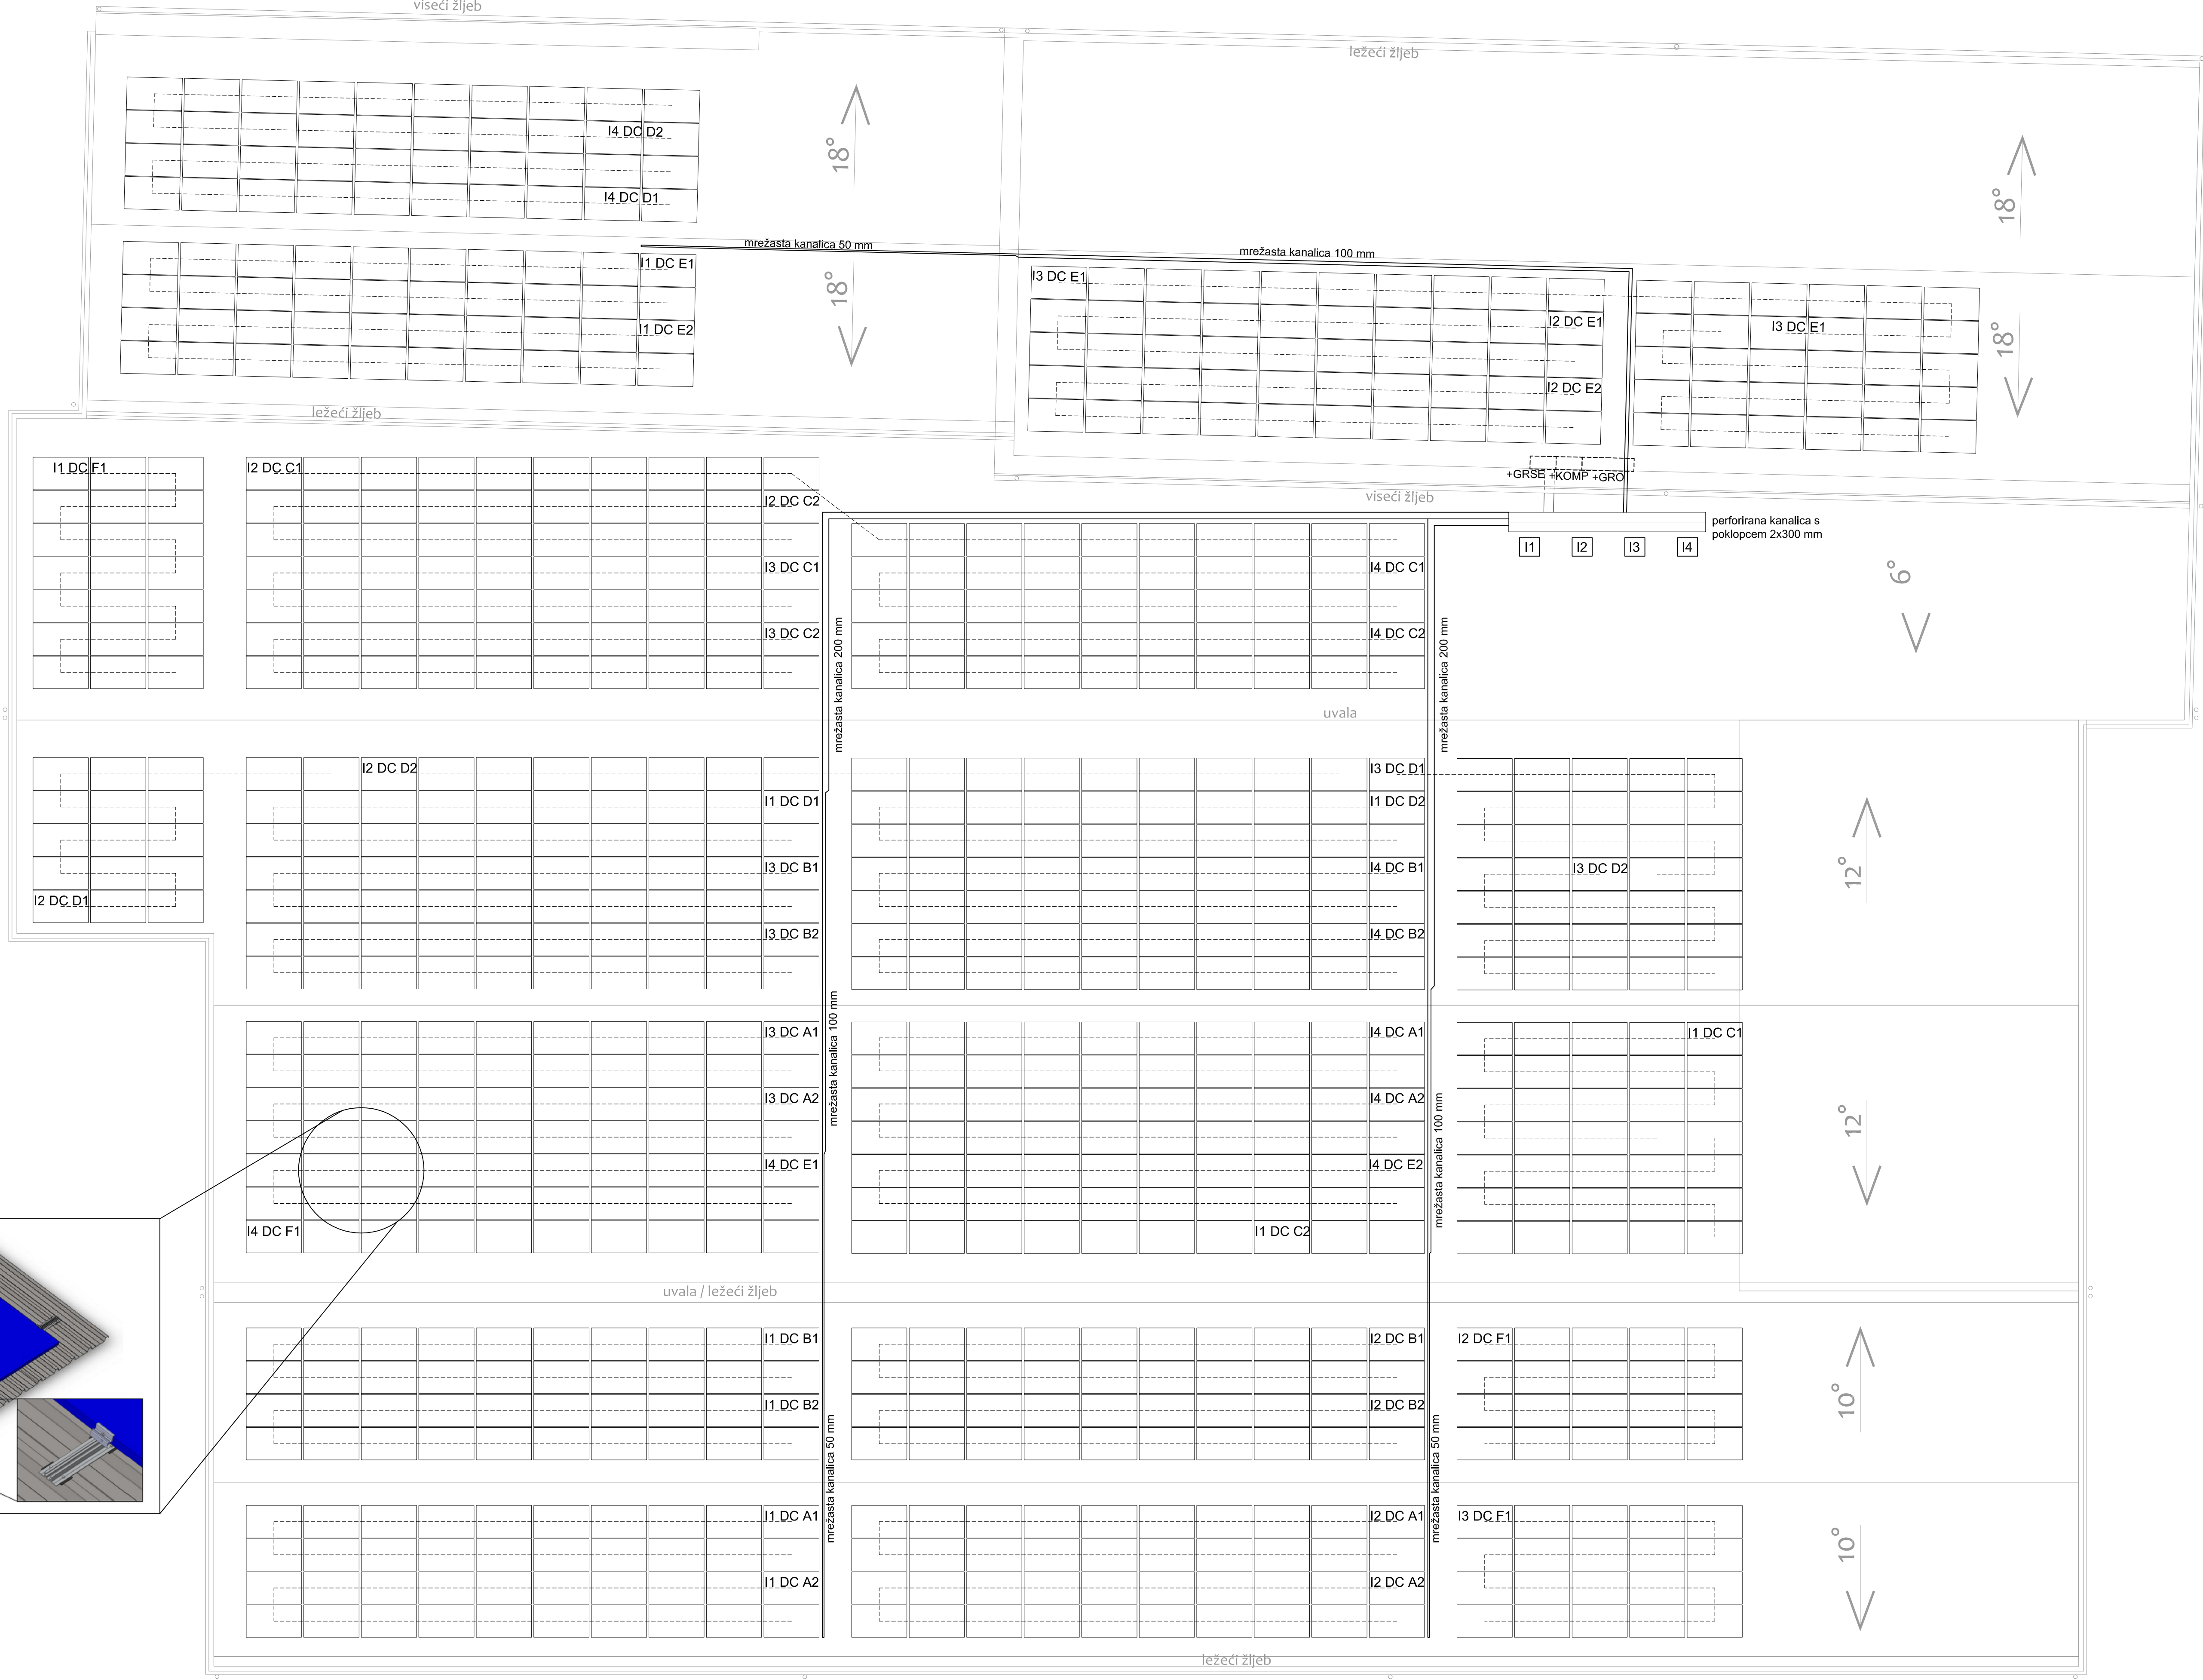 viseći žljeb
ležeći žljeb
I4 DC D2
18°
18°
I4 DC D1
mrežasta kanalica 50 mm
mrežasta kanalica 100 mm
I1 DC E1
I3 DC E1
18°
I2 DC E1
I3 DC E1
18°
I1 DC E2
I2 DC E2
ležeći žljeb
I1 DC F1
I2 DC C1
+GRSE +KOMP +GRO
viseći žljeb
I2 DC C2
perforirana kanalica s
poklopcem 2x300 mm
I1
I2
I3
I4
I3 DC C1
I4 DC C1
6°
I3 DC C2
I4 DC C2
mrežasta kanalica 200 mm
mrežasta kanalica 200 mm
uvala
I2 DC D2
I3 DC D1
I1 DC D1
I1 DC D2
I3 DC B1
I4 DC B1
I3 DC D2
12°
I2 DC D1
I3 DC B2
I4 DC B2
I3 DC A1
I4 DC A1
I1 DC C1
mrežasta kanalica 100 mm
I3 DC A2
I4 DC A2
12°
mrežasta kanalica 100 mm
I4 DC E1
I4 DC E2
I4 DC F1
I1 DC C2
uvala / ležeći žljeb
I1 DC B1
I2 DC B1
I2 DC F1
I1 DC B2
I2 DC B2
10°
mrežasta kanalica 50 mm
mrežasta kanalica 50 mm
I1 DC A1
I2 DC A1
I3 DC F1
10°
I1 DC A2
I2 DC A2
ležeći žljeb